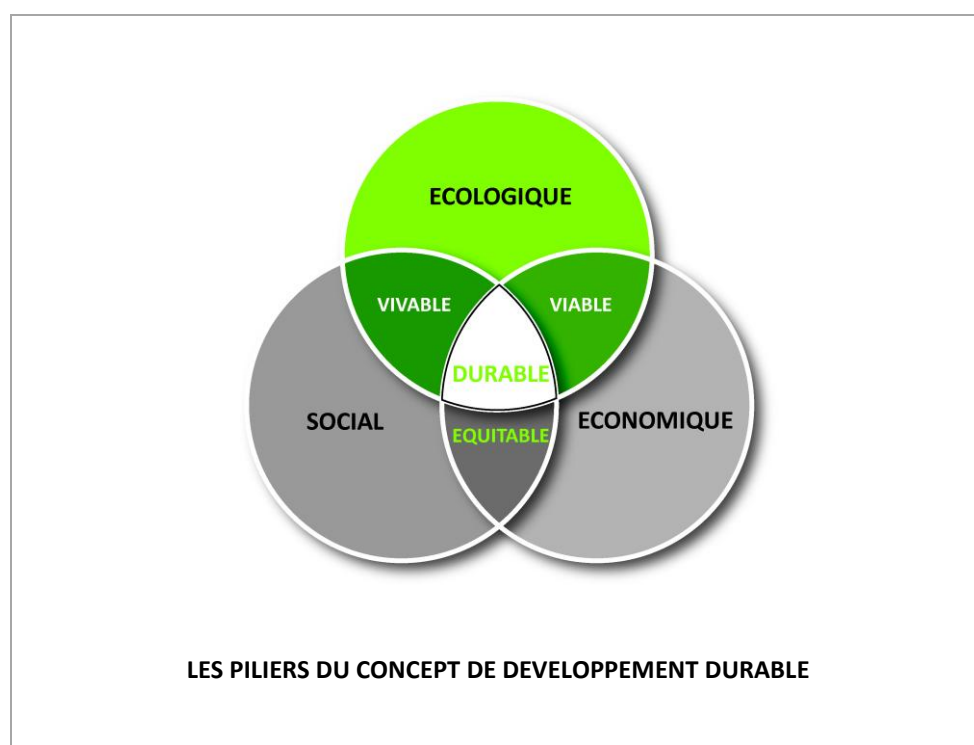 ECOLOGIQUE
VIVABLE
VIABLE
DURABLE
SOCIAL
ECONOMIQUE
EQUITABLE
LES PILIERS DU CONCEPT DE DEVELOPPEMENT DURABLE